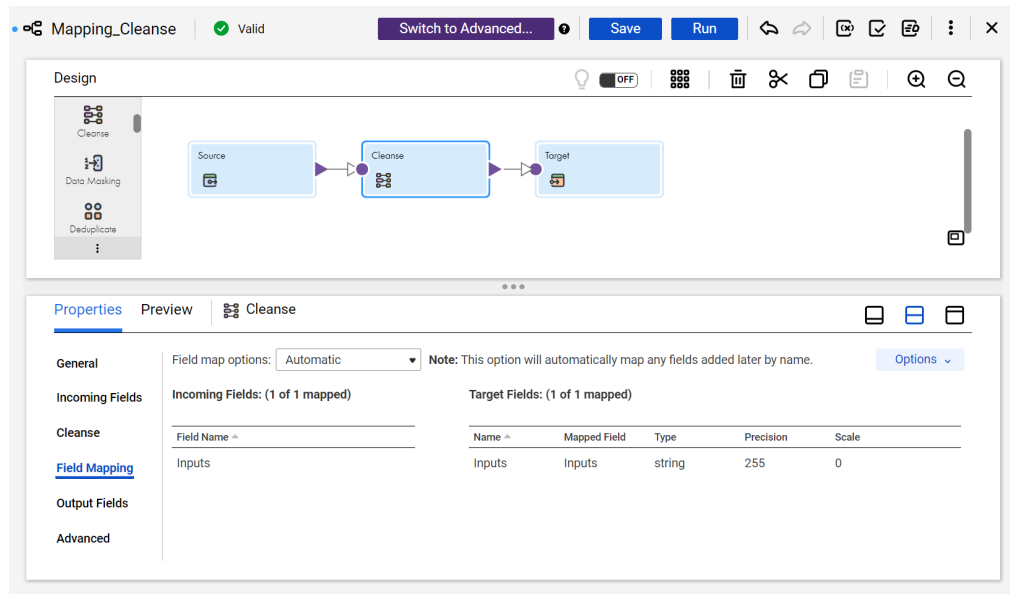 Mapping_Cleanse
Valid
Switch to Advanced...
?
Save
Run
Design
OFF
Cleanse
Data Masking
Deduplicate
Source
Cleanse
Target
Properties
Preview
Cleanse
General
Incoming Fields
Cleanse
Field Mapping
Output Fields
Advanced
Field map options: Automatic Note: This option will automatically map any fields added later by name.
Options
Incoming Fields: (1 of 1 mapped)
Field Name
Inputs
Target Fields: (1 of 1 mapped)
Name Mapped Field Type Precision Scale
Inputs Inputs string 255 0